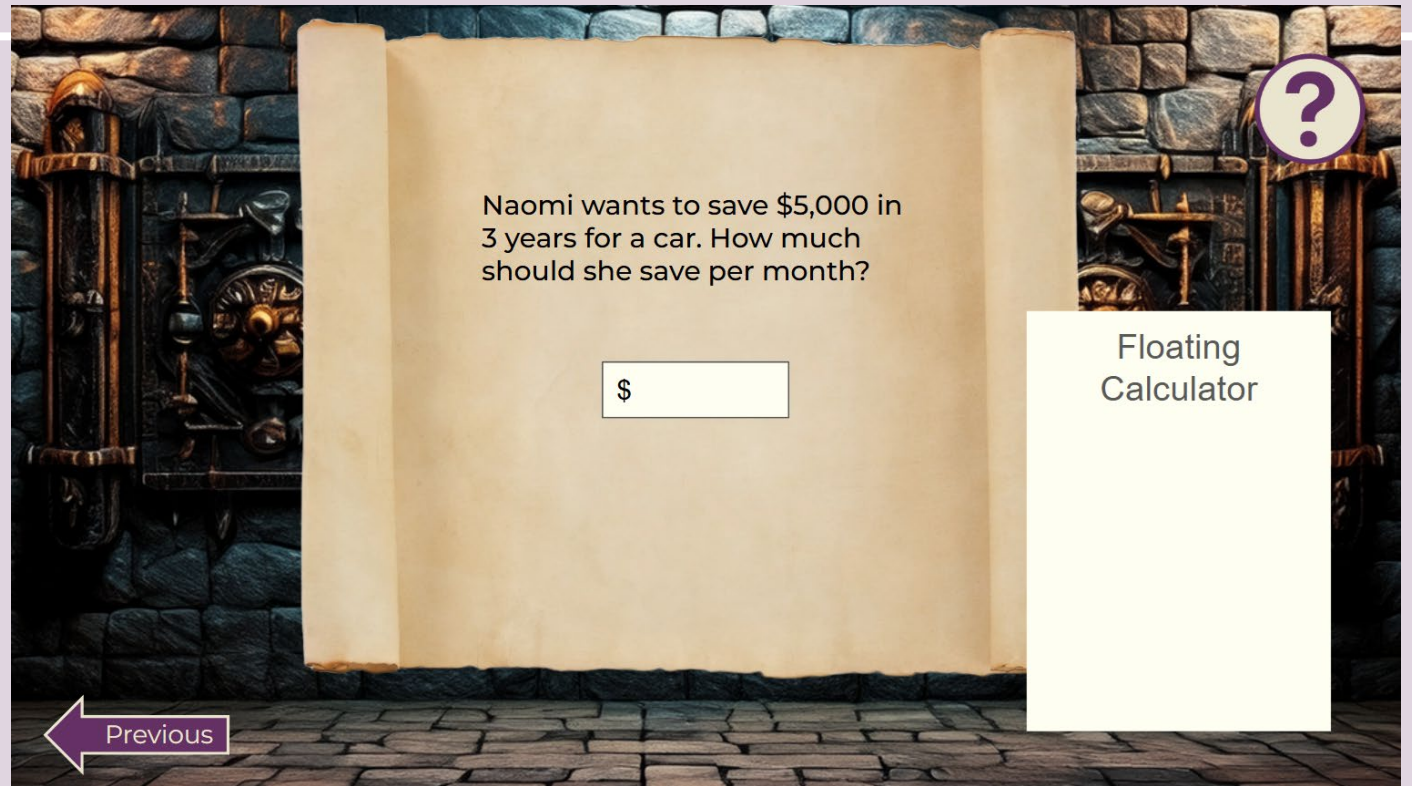 ?
Naomi wants to save $5,000 in
3 years for a car. How much
should she save per month?
$
Floating
Calculator
Previous